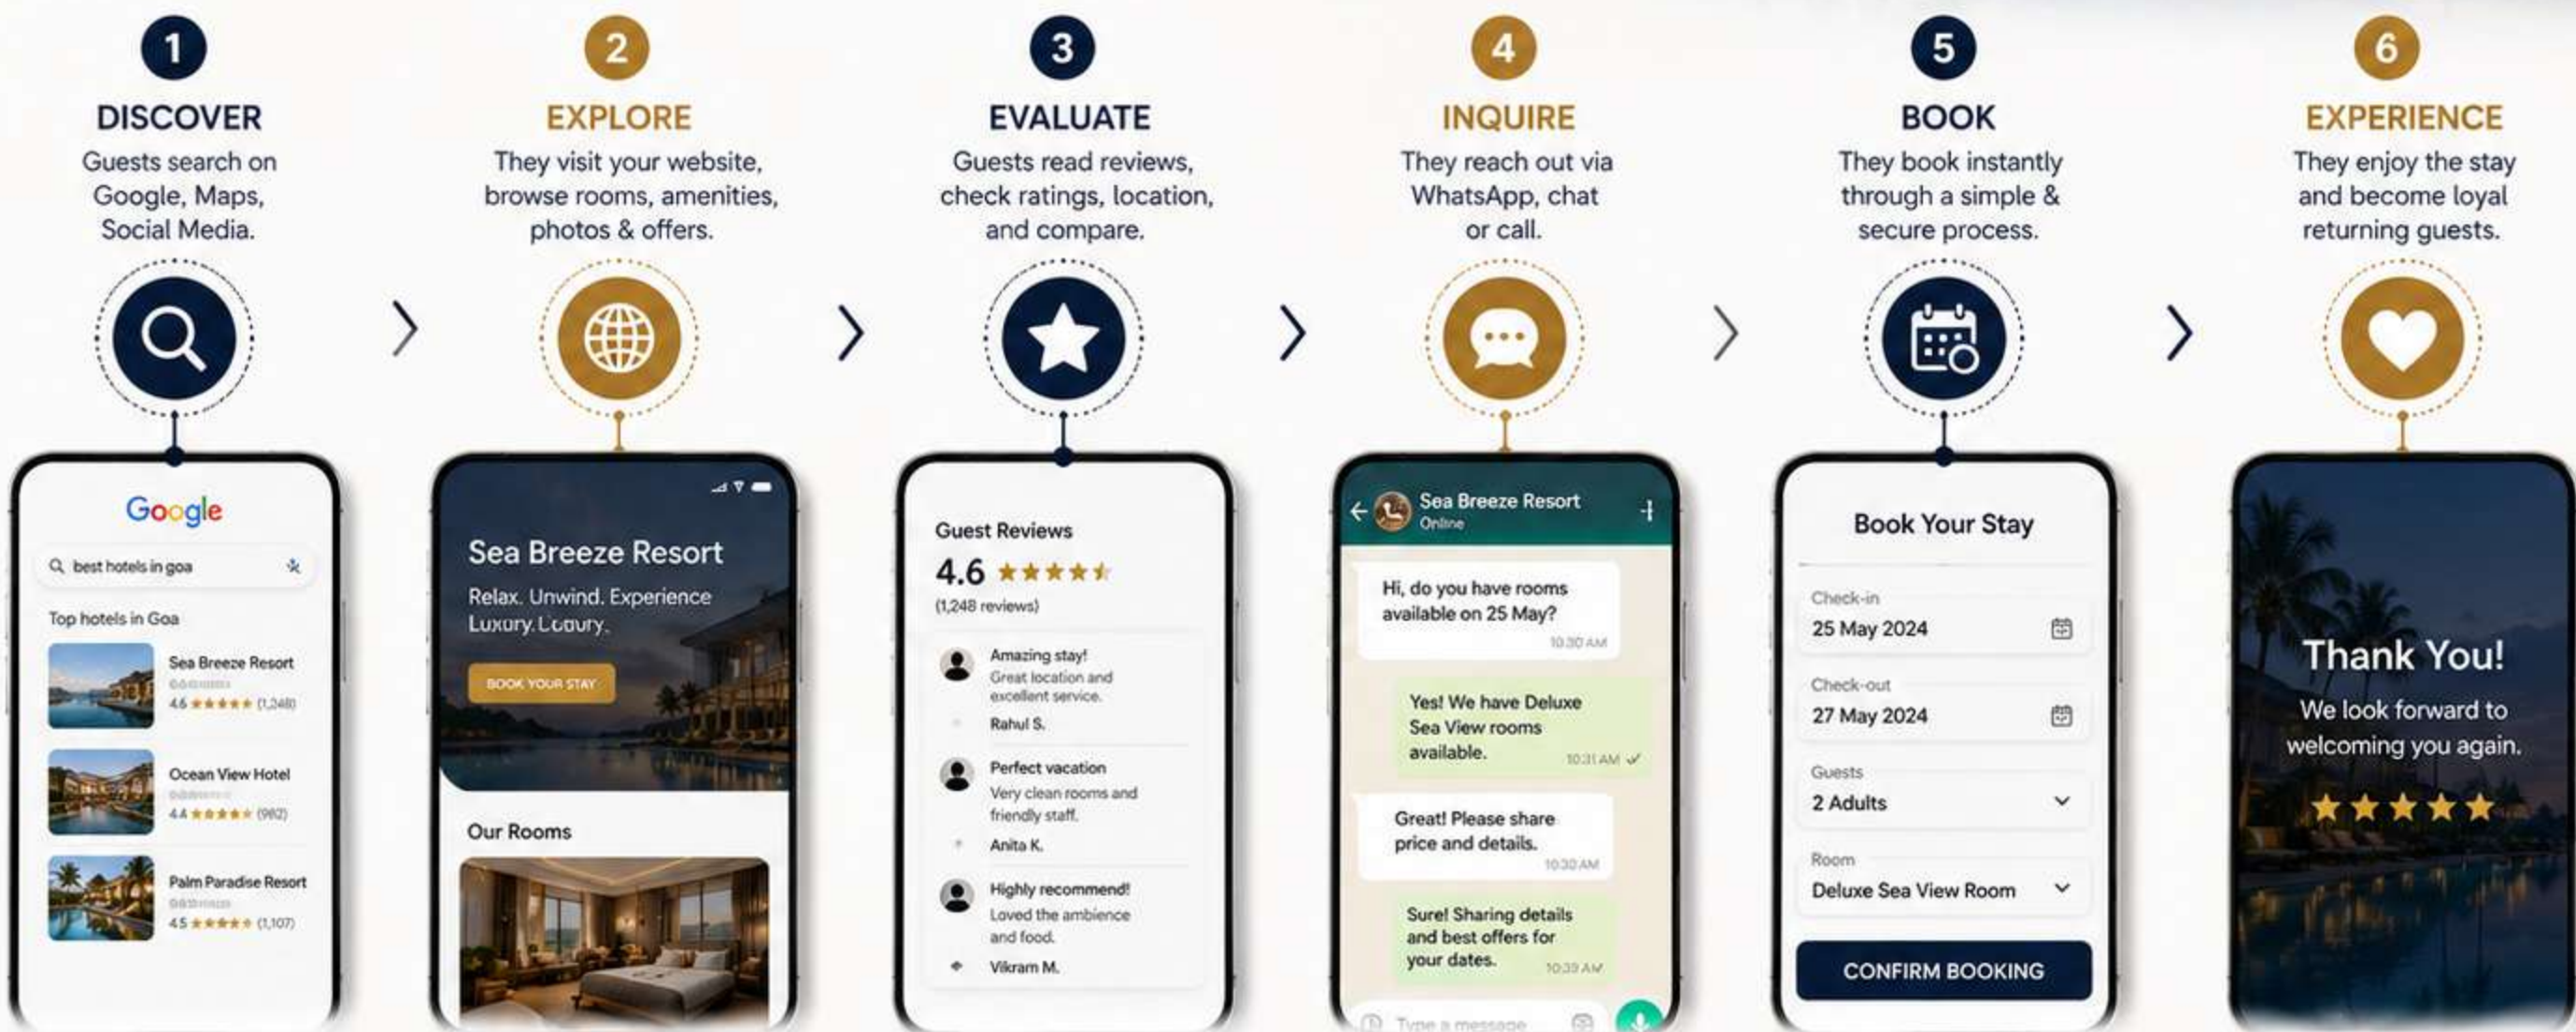 1
DISCOVER
Guests search on
Google, Maps,
Social Media.
2
EXPLORE
They visit your website,
browse rooms, amenities,
photos & offers.
3
EVALUATE
Guests read reviews,
check ratings, location,
and compare.
4
INQUIRE
They reach out via
WhatsApp, chat
or call.
5
BOOK
They book instantly
through a simple &
secure process.
6
EXPERIENCE
They enjoy the stay
and become loyal
returning guests.
Google
best hotels in goa
Top hotels in Goa
Sea Breeze Resort
4.6 (1,248)
Ocean View Hotel
4.4 (982)
Palm Paradise Resort
4.5 (1,107)
Sea Breeze Resort
Relax. Unwind. Experience
Luxury.
BOOK YOUR STAY
Our Rooms
Guest Reviews
4.6
(1,248 reviews)
Amazing stay!
Great location and
excellent service.
Rahul S.
Perfect vacation
Very clean rooms and
friendly staff.
Anita K.
Highly recommend!
Loved the ambience
and food.
Vikram M.
Sea Breeze Resort
Online
Hi, do you have rooms
available on 25 May?
10:30 AM
Yes! We have Deluxe
Sea View rooms
available.
10:31 AM
Great! Please share
price and details.
10:30 AM
Sure! Sharing details
and best offers for
your dates.
10:39 AM
Type a message
Book Your Stay
Check-in
25 May 2024
Check-out
27 May 2024
Guests
2 Adults
Room
Deluxe Sea View Room
CONFIRM BOOKING
Thank You!
We look forward to
welcoming you again.